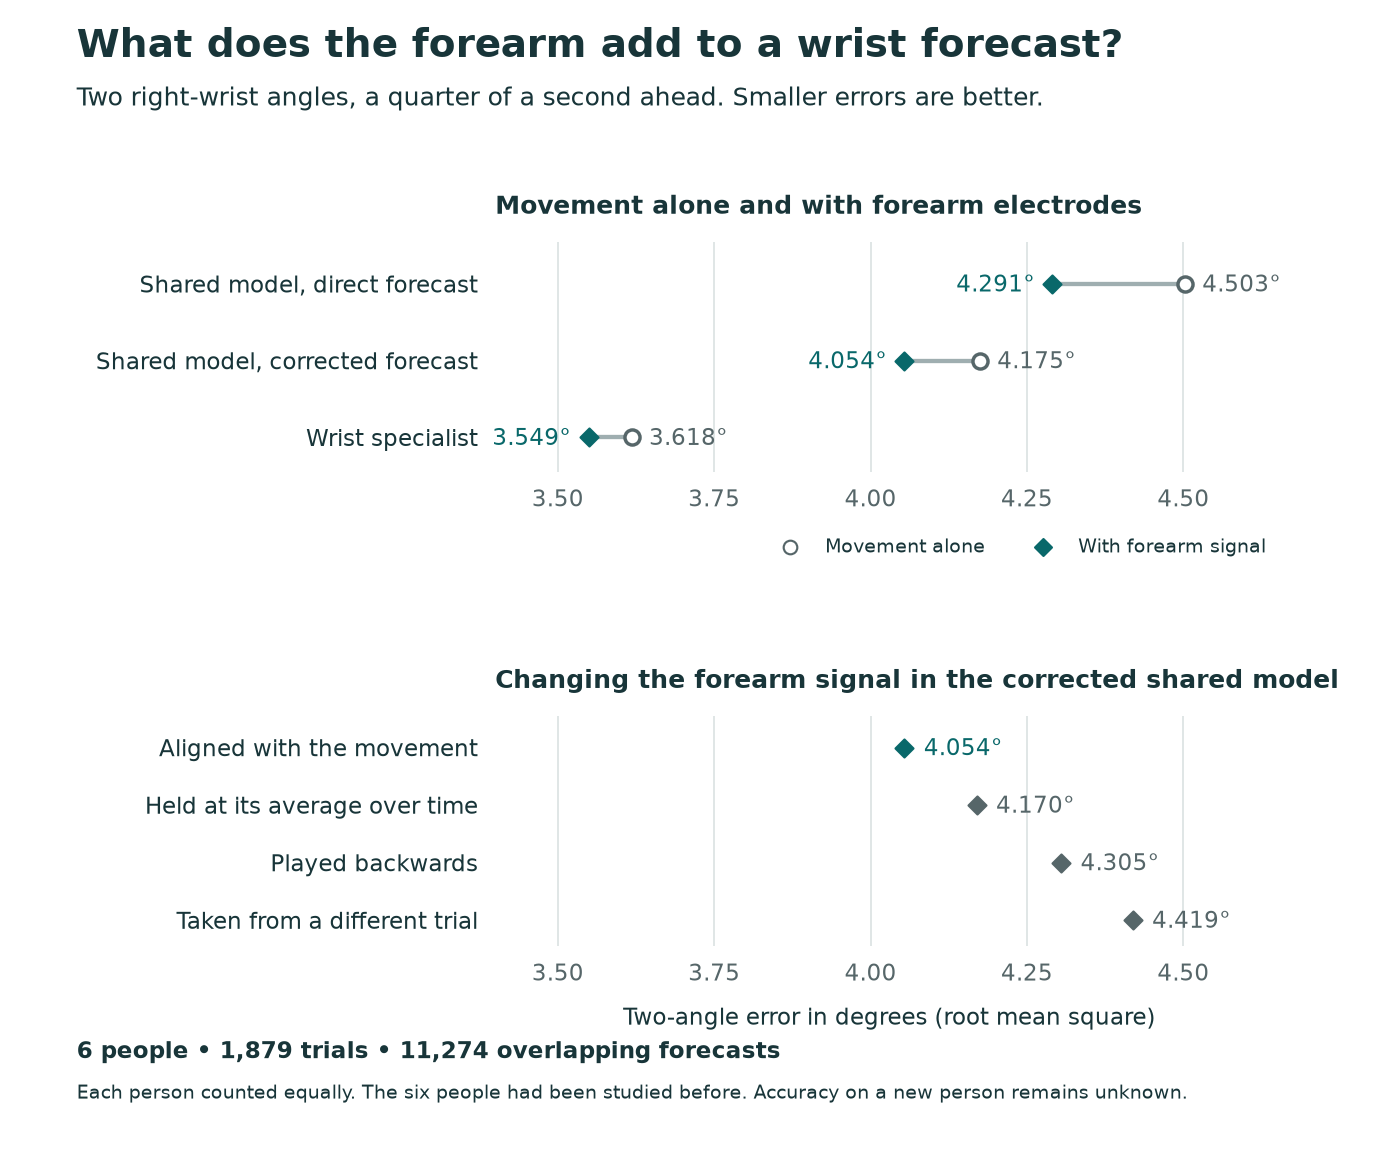 What does the forearm add to a wrist forecast?
Two right-wrist angles, a quarter of a second ahead. Smaller errors are better.
Movement alone and with forearm electrodes
Shared model, direct forecast 4.291° 4.503°
Shared model, corrected forecast 4.054° 4.175°
Wrist specialist 3.549° 3.618°
3.50 3.75 4.00 4.25 4.50
Movement alone With forearm signal
Changing the forearm signal in the corrected shared model
Aligned with the movement 4.054°
Held at its average over time 4.170°
Played backwards 4.305°
Taken from a different trial 4.419°
3.50 3.75 4.00 4.25 4.50
Two-angle error in degrees (root mean square)
6 people • 1,879 trials • 11,274 overlapping forecasts
Each person counted equally. The six people had been studied before. Accuracy on a new person remains unknown.